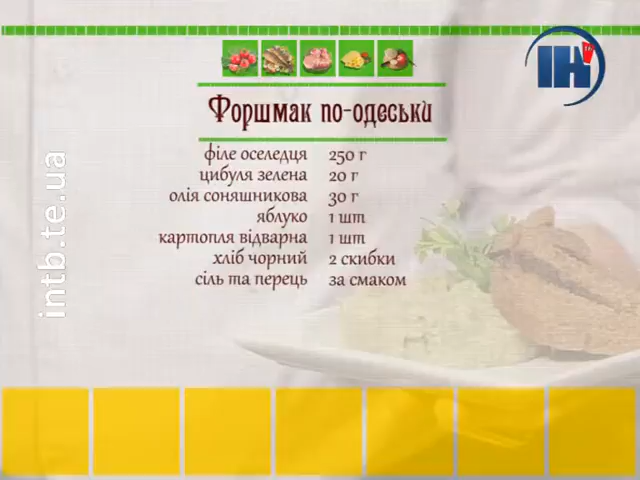 ІНТБ
Форшмак по-одеськи
філе оселедця 250 г
цибуля зелена 20 г
олія соняшникова 30 г
яблуко 1 шт
картопля відварна 1 шт
хліб чорний 2 скибки
сіль та перець за смаком
intb.te.ua